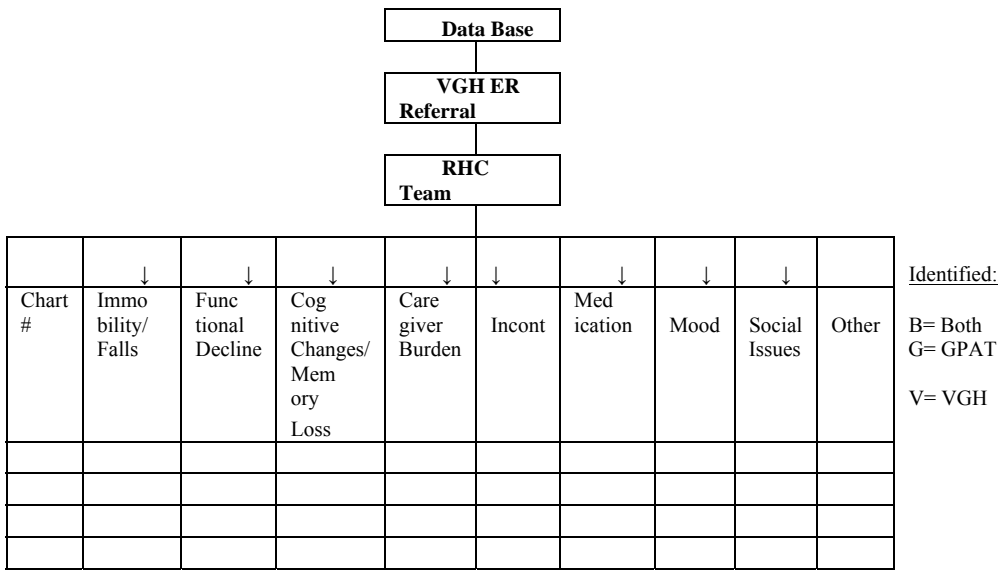 Data Base
VGH ER
Referral
RHC
Team
↓ ↓ ↓ ↓ ↓ ↓ ↓ ↓
Chart
#
Immo
bility/
Falls
Func
tional
Decline
Cog
nitive
Changes/
Mem
ory
Loss
Care
giver
Burden
Incont
Med
ication
Mood
Social
Issues
Other
Identified:
B= Both
G= GPAT
V= VGH